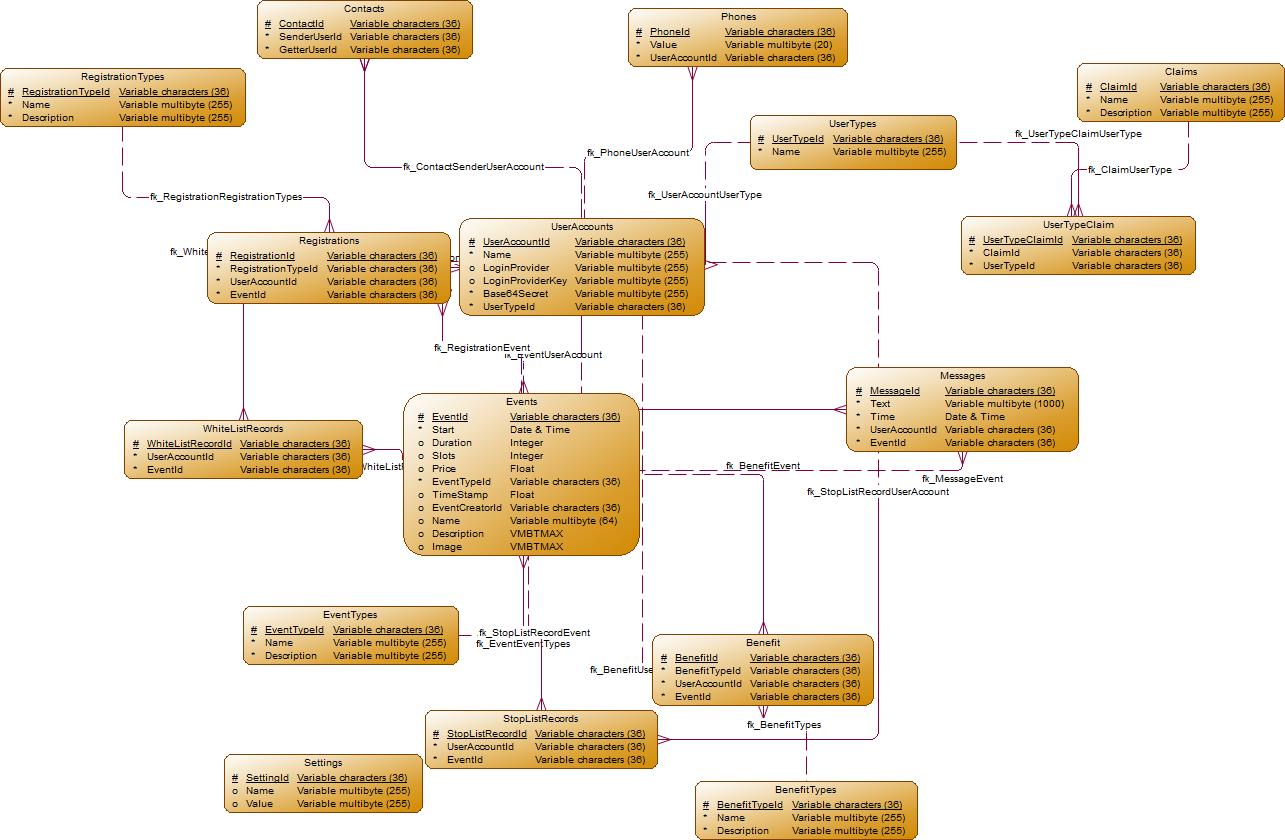 Contacts
# ContactId Variable characters (36)
* SenderUserId Variable characters (36)
* GetterUserId Variable characters (36)
Phones
# PhoneId Variable characters (36)
* Value Variable multibyte (20)
* UserAccountId Variable characters (36)
RegistrationTypes
# RegistrationTypeId Variable characters (36)
* Name Variable multibyte (255)
* Description Variable multibyte (255)
Claims
# ClaimId Variable characters (36)
* Name Variable multibyte (255)
* Description Variable multibyte (255)
UserTypes
# UserTypeId Variable characters (36)
* Name Variable multibyte (255)
fk_UserTypeClaimUserType
fk_PhoneUserAccount
fk_ContactSenderUserAccount
fk_ClaimUserType
fk_UserAccountUserType
fk_RegistrationRegistrationTypes
UserTypeClaim
# UserTypeClaimId Variable characters (36)
* ClaimId Variable characters (36)
* UserTypeId Variable characters (36)
UserAccounts
# UserAccountId Variable characters (36)
* Name Variable multibyte (255)
o LoginProvider Variable multibyte (255)
o LoginProviderKey Variable multibyte (255)
* Base64Secret Variable multibyte (255)
* UserTypeId Variable characters (36)
Registrations
# RegistrationId Variable characters (36)
* RegistrationTypeId Variable characters (36)
* UserAccountId Variable characters (36)
* EventId Variable characters (36)
fk_White
fk_RegistrationEvent
fk_EventUserAccount
Messages
# MessageId Variable characters (36)
* Text Variable multibyte (1000)
* Time Date & Time
* UserAccountId Variable characters (36)
* EventId Variable characters (36)
Events
# EventId Variable characters (36)
* Start Date & Time
o Duration Integer
o Slots Integer
o Price Float
* EventTypeId Variable characters (36)
o TimeStamp Float
o EventCreatorId Variable characters (36)
o Name Variable multibyte (64)
o Description VMBTMAX
o Image VMBTMAX
WhiteListRecords
# WhiteListRecordId Variable characters (36)
* UserAccountId Variable characters (36)
* EventId Variable characters (36)
fk_BenefitEvent
fk_MessageEvent
fk_StopListRecordUserAccount
EventTypes
# EventTypeId Variable characters (36)
* Name Variable multibyte (255)
* Description Variable multibyte (255)
fk_StopListRecordEvent
fk_EventEventTypes
fk_BenefitUse
Benefit
# BenefitId Variable characters (36)
* BenefitTypeId Variable characters (36)
* UserAccountId Variable characters (36)
* EventId Variable characters (36)
fk_BenefitTypes
StopListRecords
# StopListRecordId Variable characters (36)
* UserAccountId Variable characters (36)
* EventId Variable characters (36)
Settings
# SettingId Variable characters (36)
o Name Variable multibyte (255)
o Value Variable multibyte (255)
BenefitTypes
# BenefitTypeId Variable characters (36)
* Name Variable multibyte (255)
* Description Variable multibyte (255)